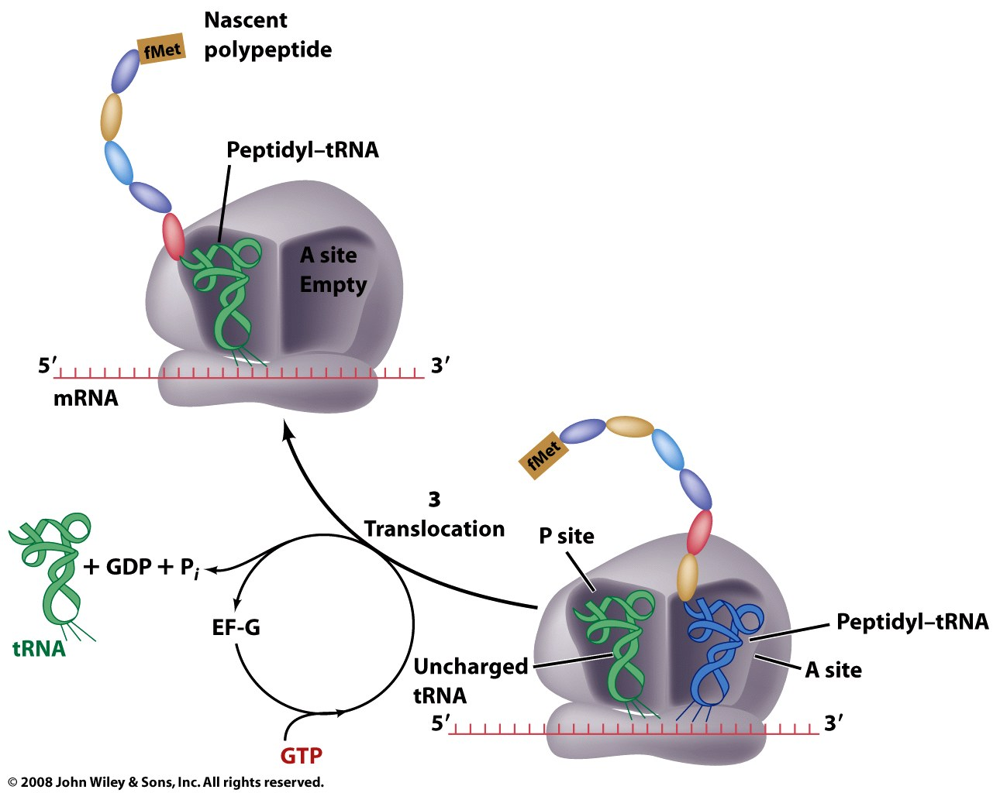 Nascent
polypeptide
fMet
Peptidyl–tRNA
A site
Empty
5′
3′
mRNA
fMet
3
Translocation
P site
+ GDP + Pi
EF-G
tRNA
Peptidyl–tRNA
Uncharged
tRNA
A site
5′
3′
GTP
© 2008 John Wiley & Sons, Inc. All rights reserved.